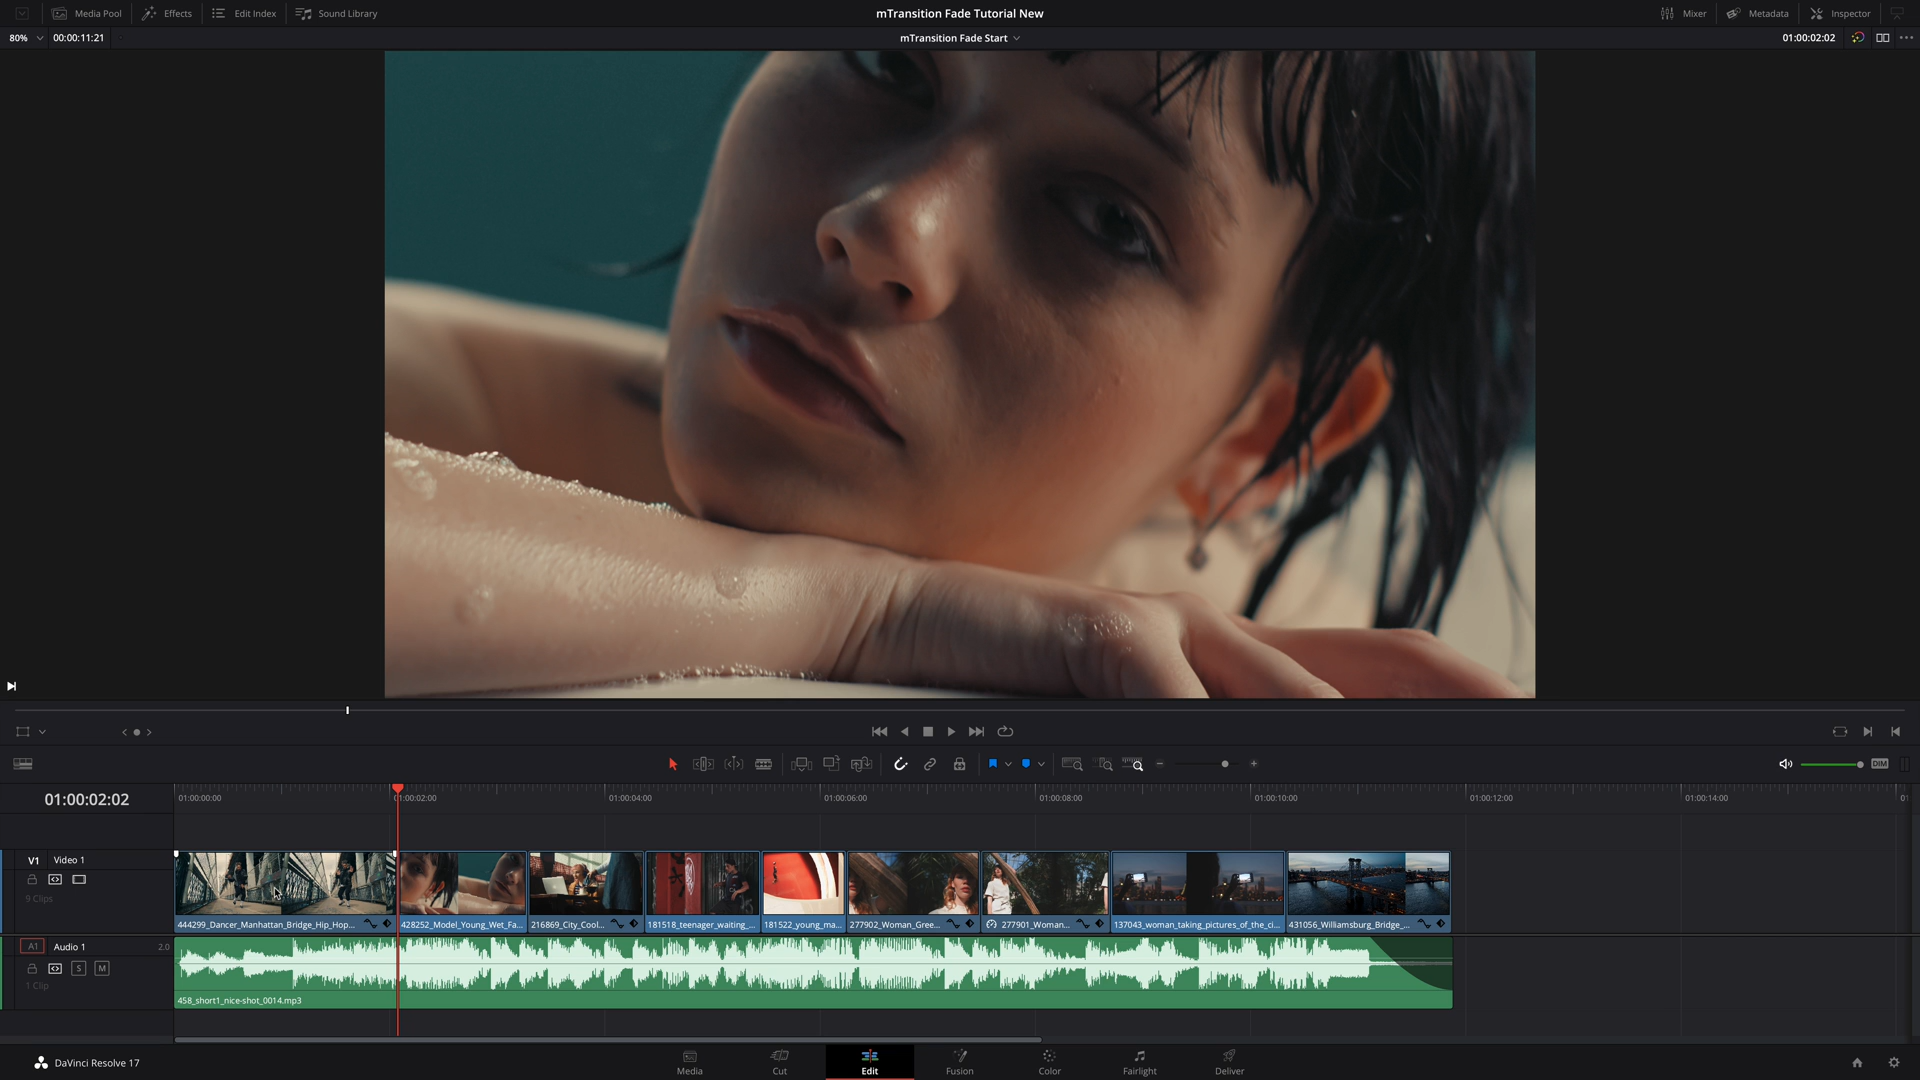 Media Pool
Effects
Edit Index
Sound Library
mTransition Fade Tutorial New
Mixer
Metadata
Inspector
80%
00:00:11:21
mTransition Fade Start
01:00:02:02
DIM
01:00:02:02
01:00:00:00
01:00:02:00
01:00:04:00
01:00:06:00
01:00:08:00
01:00:10:00
01:00:12:00
01:00:14:00
V1
Video 1
9 Clips
444299_Dancer_Manhattan_Bridge_Hip_Hop...
428252_Model_Young_Wet_Fa...
216869_City_Cool...
181518_teenager_waiting_...
181522_young_ma...
277902_Woman_Gree...
277901_Woman...
137043_woman_taking_pictures_of_the_ci...
431056_Williamsburg_Bridge_...
A1
Audio 1
2.0
S
M
1 Clip
458_short1_nice-shot_0014.mp3
DaVinci Resolve 17
Media
Cut
Edit
Fusion
Color
Fairlight
Deliver